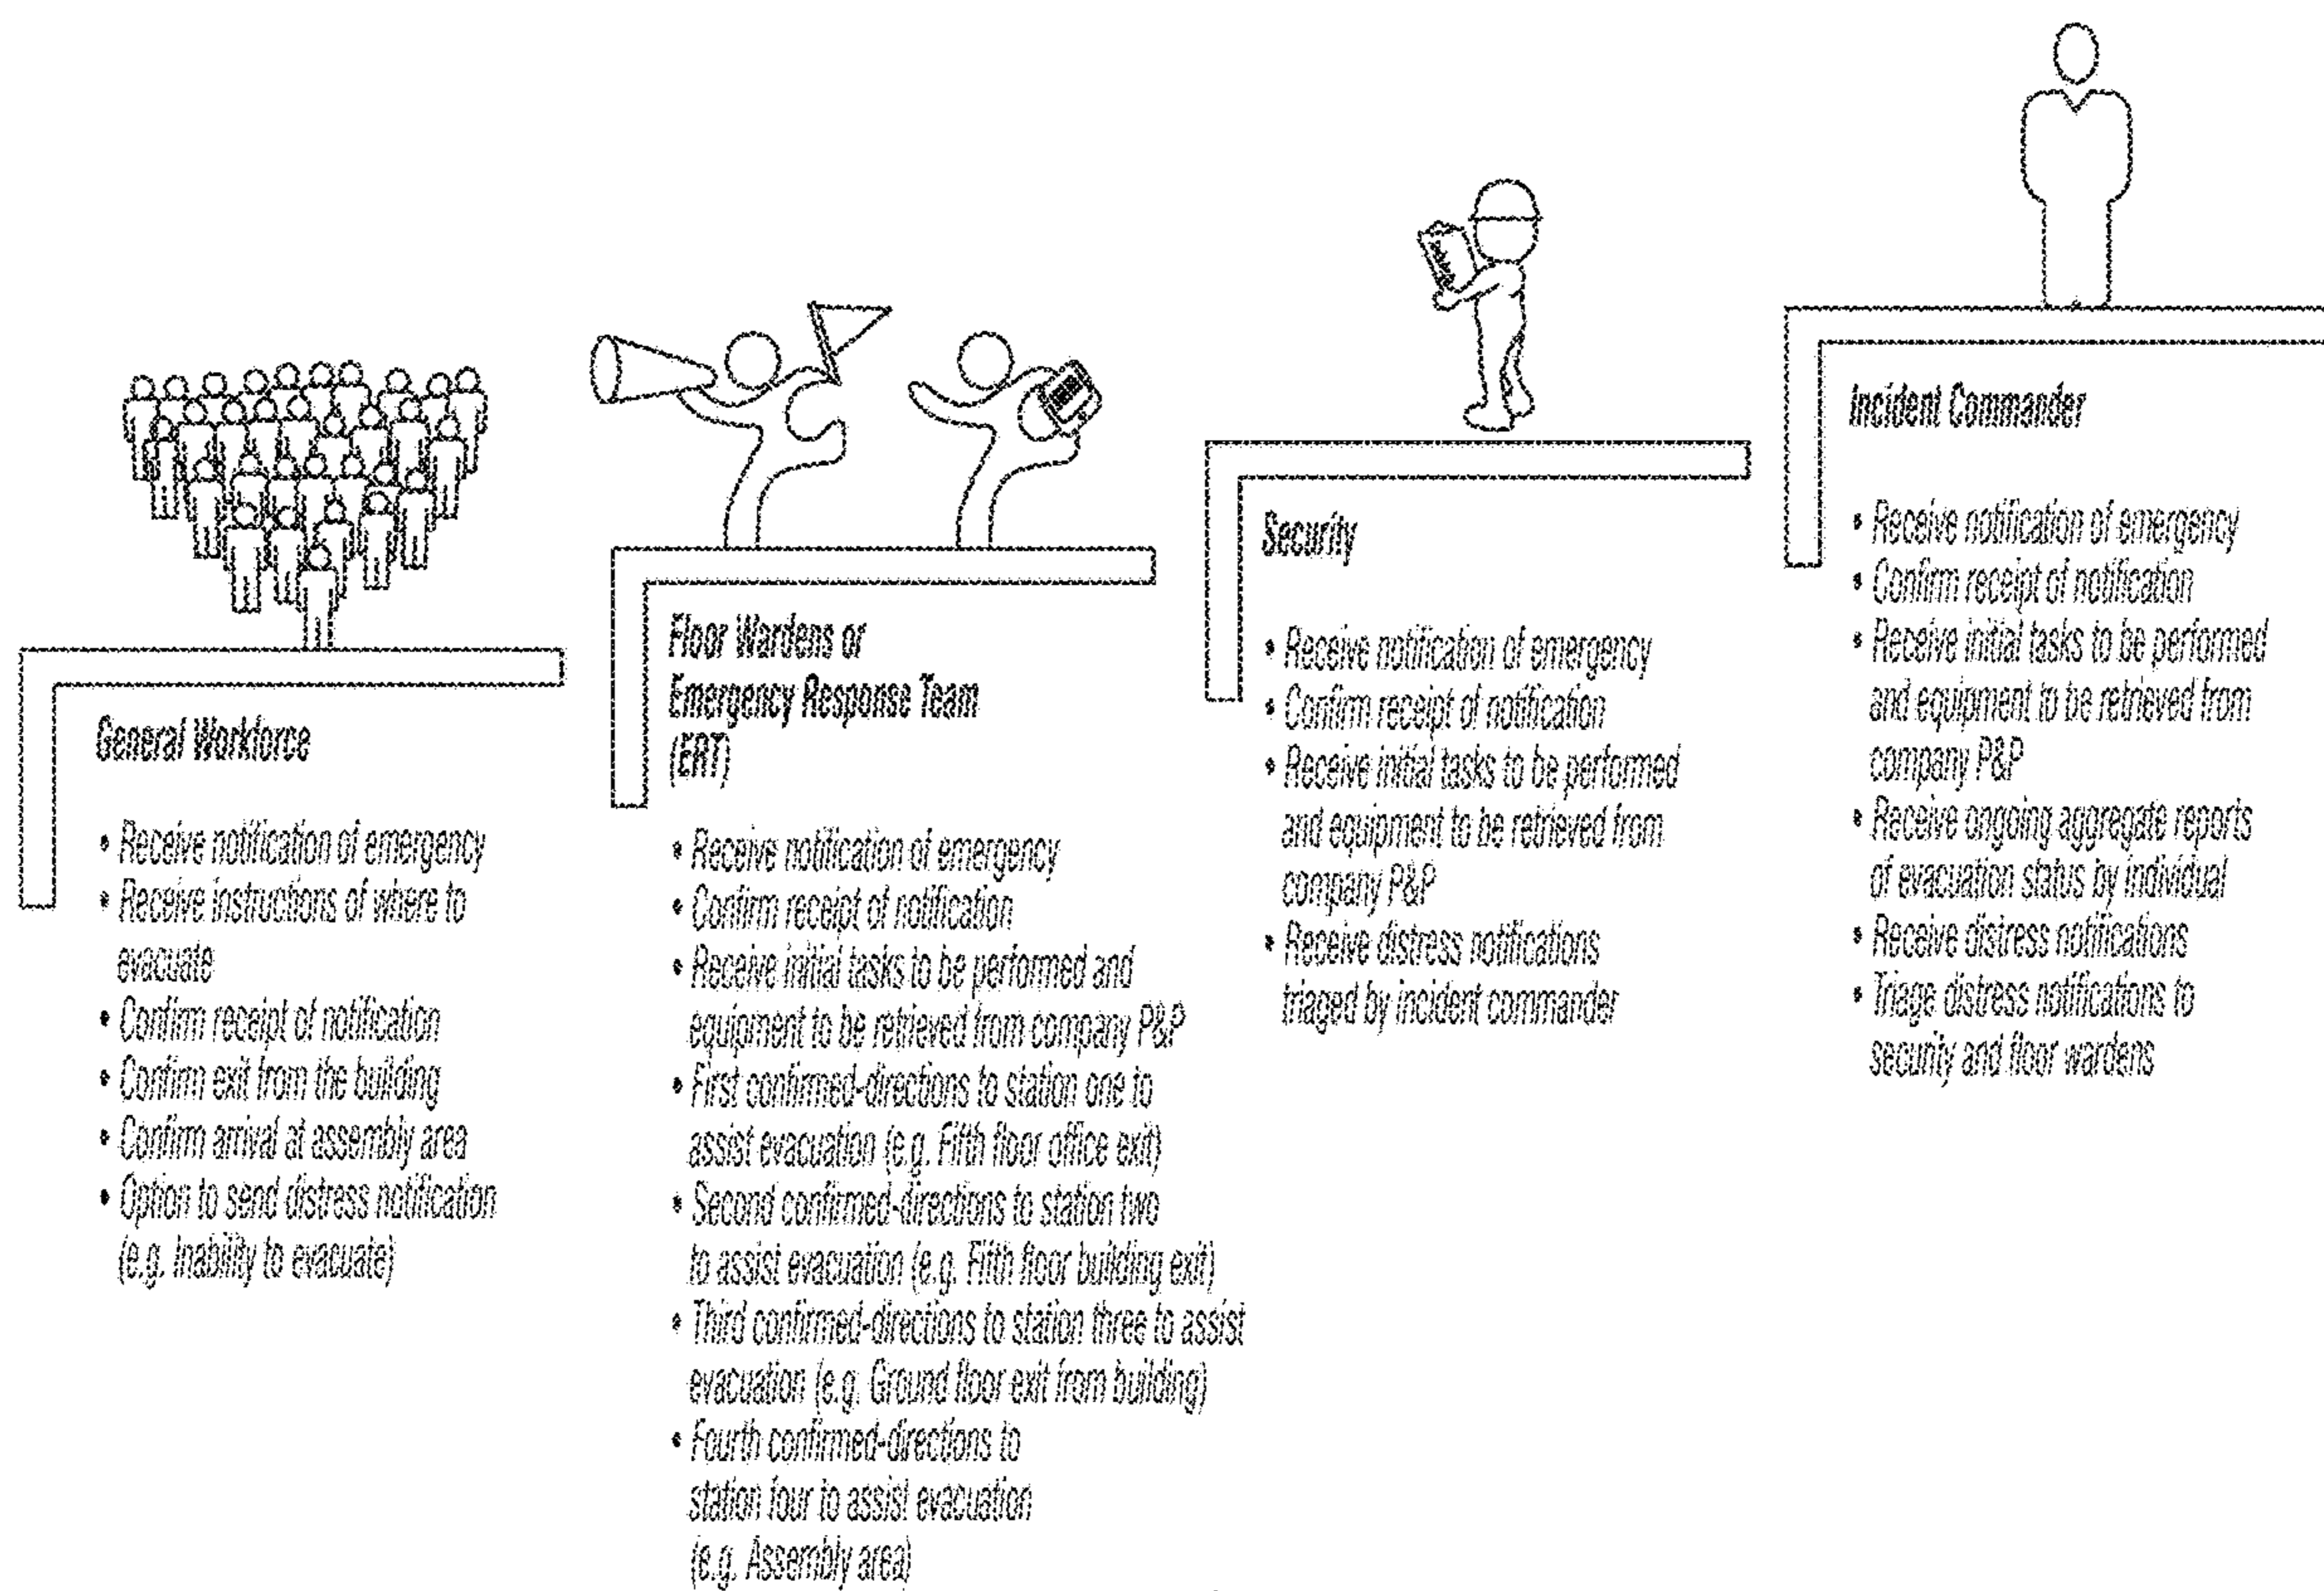 General Workforce
• Receive notification of emergency
• Receive instructions of where to
evacuate
• Confirm receipt of notification
• Confirm exit from the building
• Confirm arrival at assembly area
• Option to send distress notification
(e.g. Inability to evacuate)
Floor Wardens or
Emergency Response Team
(ERT)
• Receive notification of emergency
• Confirm receipt of notification
• Receive initial tasks to be performed and
equipment to be retrieved from company P&P
• First confirmed-directions to station one to
assist evacuation (e.g. Fifth floor office exit)
• Second confirmed-directions to station two
to assist evacuation (e.g. Fifth floor building exit)
• Third confirmed-directions to station three to assist
evacuation (e.g. Ground floor exit from building)
• Fourth confirmed-directions to
station four to assist evacuation
(e.g. Assembly area)
Security
• Receive notification of emergency
• Confirm receipt of notification
• Receive initial tasks to be performed
and equipment to be retrieved from
company P&P
• Receive distress notifications
triaged by incident commander
Incident Commander
• Receive notification of emergency
• Confirm receipt of notification
• Receive initial tasks to be performed
and equipment to be retrieved from
company P&P
• Receive ongoing aggregate reports
of evacuation status by individual
• Receive distress notifications
• Triage distress notifications to
security and floor wardens